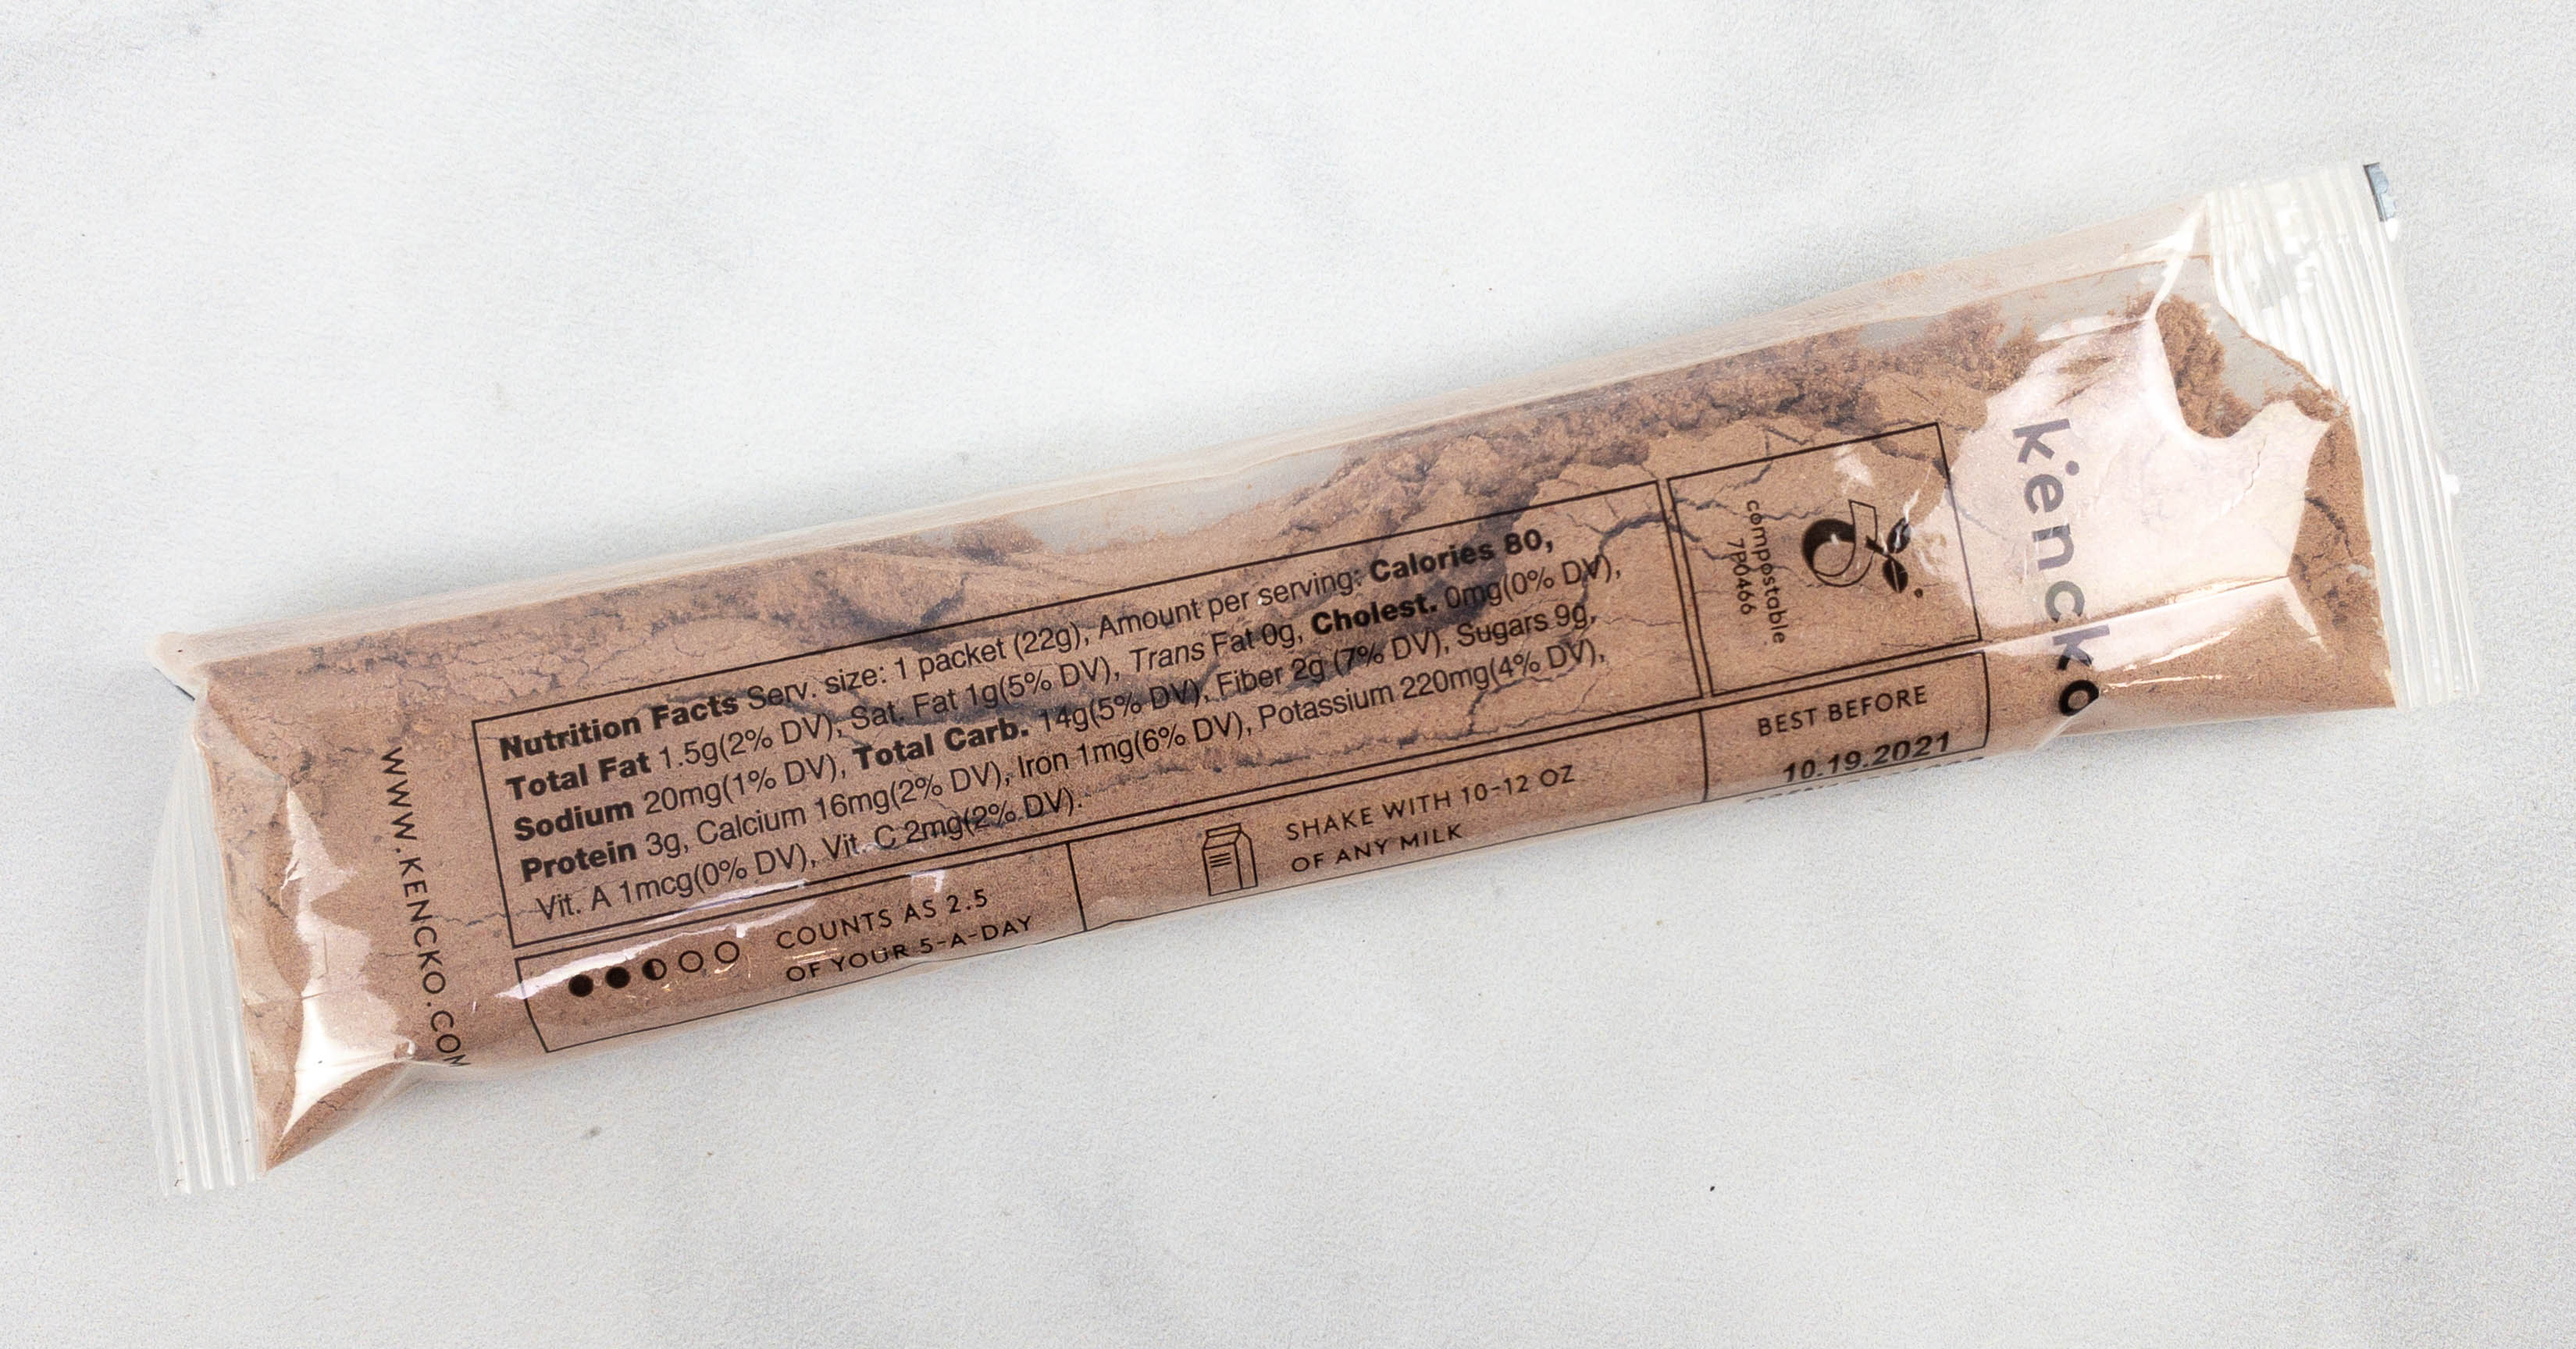 kencko
compostable
7P0466
Nutrition Facts Serv. size: 1 packet (22g), Amount per serving: Calories 80,
Total Fat 1.5g(2% DV), Sat. Fat 1g(5% DV), Trans Fat 0g, Cholest. 0mg(0% DV),
Sodium 20mg(1% DV), Total Carb. 14g(5% DV), Fiber 2g (7% DV), Sugars 9g,
Protein 3g, Calcium 16mg(2% DV), Iron 1mg(6% DV), Potassium 220mg(4% DV),
Vit. A 1mcg(0% DV), Vit. C 2mg(2% DV).
BEST BEFORE
10.19.2021
SHAKE WITH 10-12 OZ
OF ANY MILK
COUNTS AS 2.5
OF YOUR 5-A-DAY
WWW.KENCKO.COM